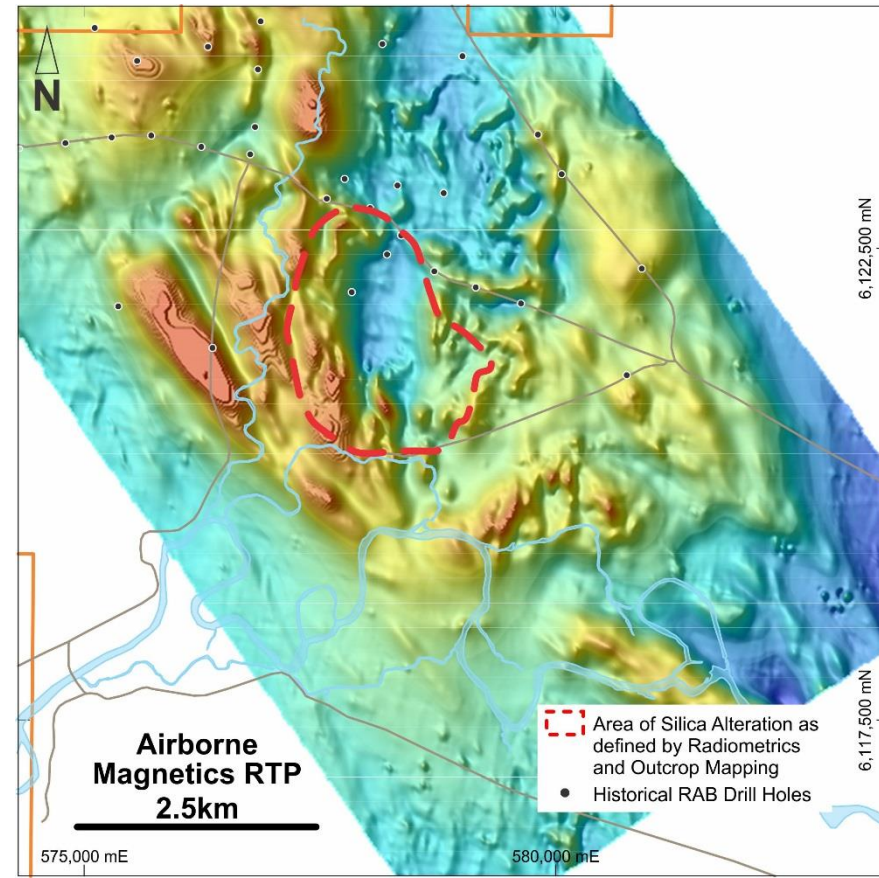 N
6,122,500 mN
6,117,500 mN
Airborne
Magnetics RTP
2.5km
Area of Silica Alteration as
defined by Radiometrics
and Outcrop Mapping
Historical RAB Drill Holes
575,000 mE
580,000 mE